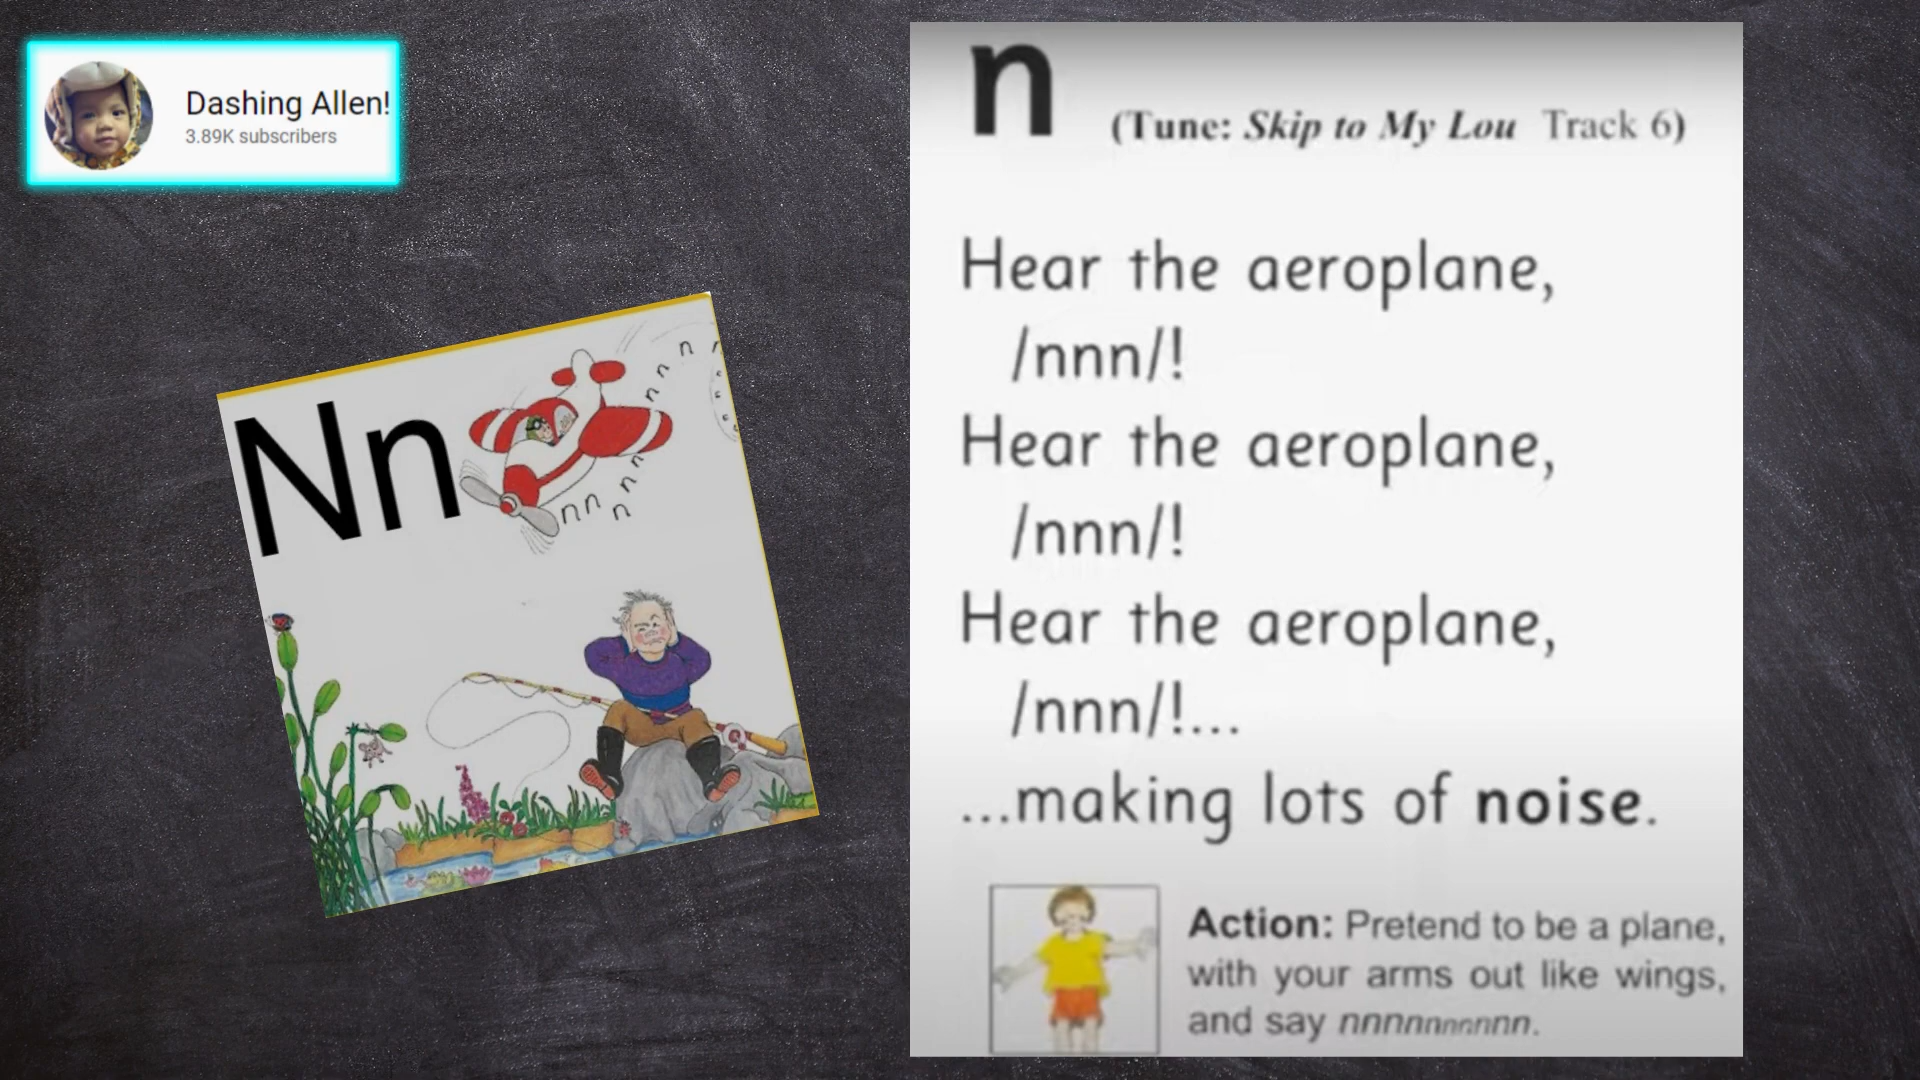 Dashing Allen!
3.89K subscribers
Nn
n n n n
nnn n n n
n
(Tune: Skip to My Lou Track 6)
Hear the aeroplane,
/nnn/!
Hear the aeroplane,
/nnn/!
Hear the aeroplane,
/nnn/!...
...making lots of noise.
Action: Pretend to be a plane,
with your arms out like wings,
and say nnnnnnnnnn.